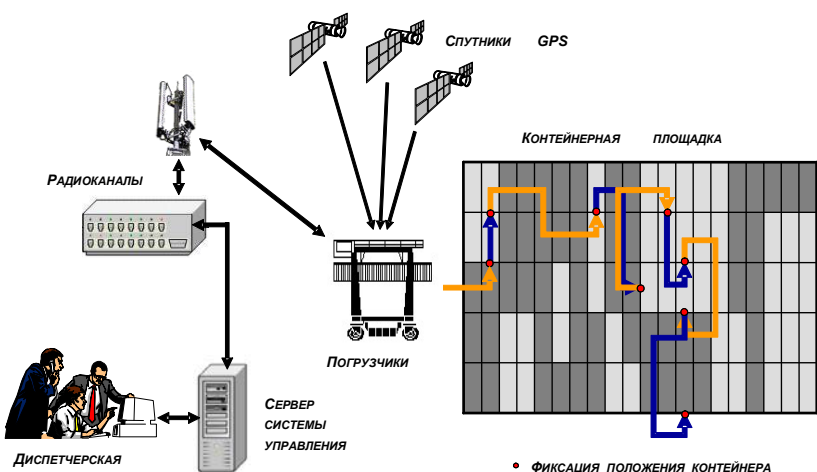 Спутники GPS
Контейнерная площадка
Радиоканалы
Погрузчики
Сервер
системы
управления
Диспетчерская
Фиксация положения контейнера